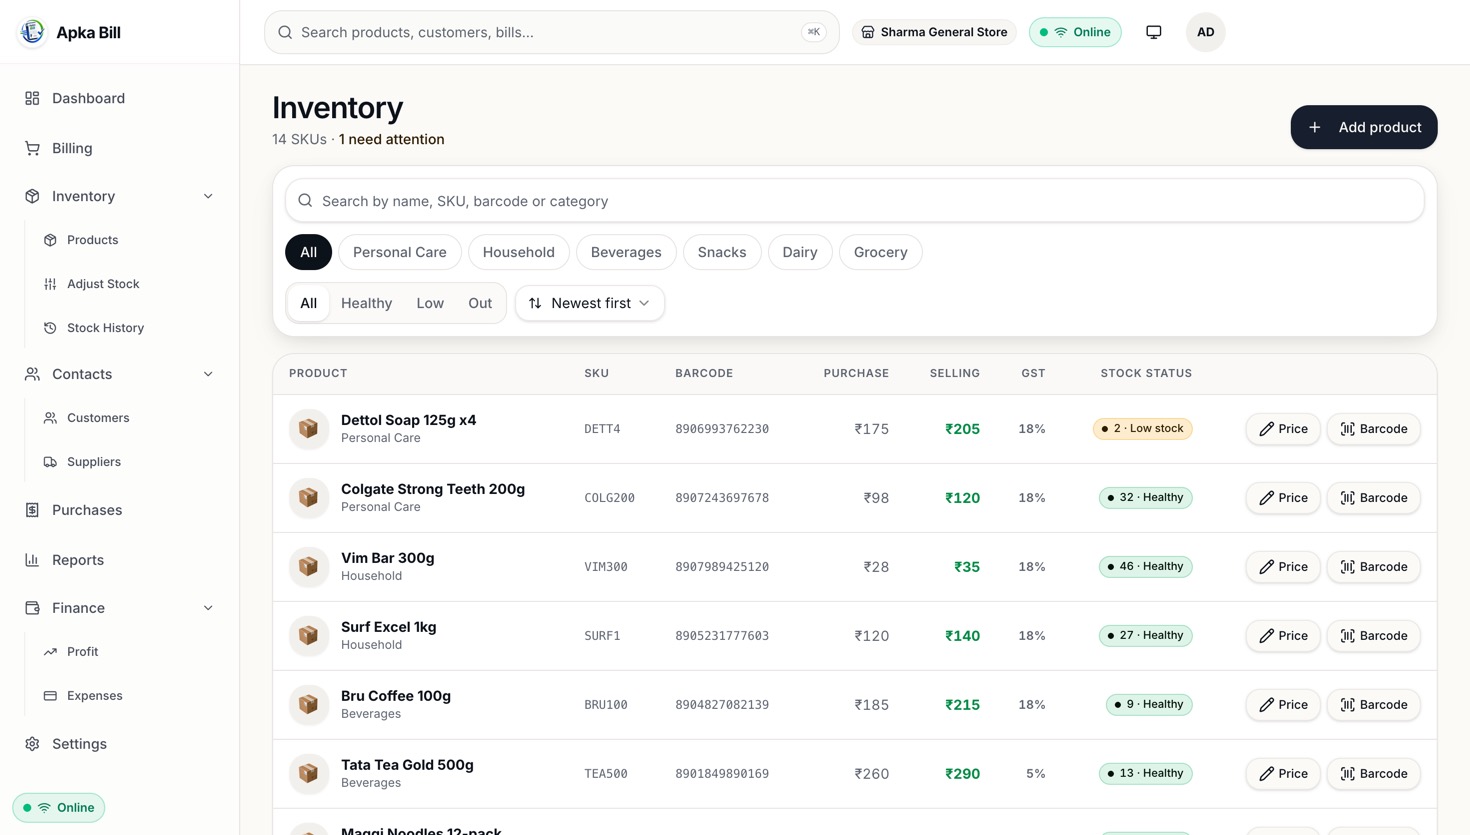 Apka Bill
Search products, customers, bills...
⌘K
Sharma General Store
Online
AD
Dashboard
Billing
Inventory
Products
Adjust Stock
Stock History
Contacts
Customers
Suppliers
Purchases
Reports
Finance
Profit
Expenses
Settings
Online
Inventory
14 SKUs · 1 need attention
+ Add product
Search by name, SKU, barcode or category
All Personal Care Household Beverages Snacks Dairy Grocery
All Healthy Low Out Newest first
PRODUCT SKU BARCODE PURCHASE SELLING GST STOCK STATUS
Dettol Soap 125g x4
Personal Care
DETT4 8906993762230 ₹175 ₹205 18% 2 · Low stock Price Barcode
Colgate Strong Teeth 200g
Personal Care
COLG200 8907243697678 ₹98 ₹120 18% 32 · Healthy Price Barcode
Vim Bar 300g
Household
VIM300 8907989425120 ₹28 ₹35 18% 46 · Healthy Price Barcode
Surf Excel 1kg
Household
SURF1 8905231777603 ₹120 ₹140 18% 27 · Healthy Price Barcode
Bru Coffee 100g
Beverages
BRU100 8904827082139 ₹185 ₹215 18% 9 · Healthy Price Barcode
Tata Tea Gold 500g
Beverages
TEA500 8901849890169 ₹260 ₹290 5% 13 · Healthy Price Barcode
Maggi Noodles 12-pack